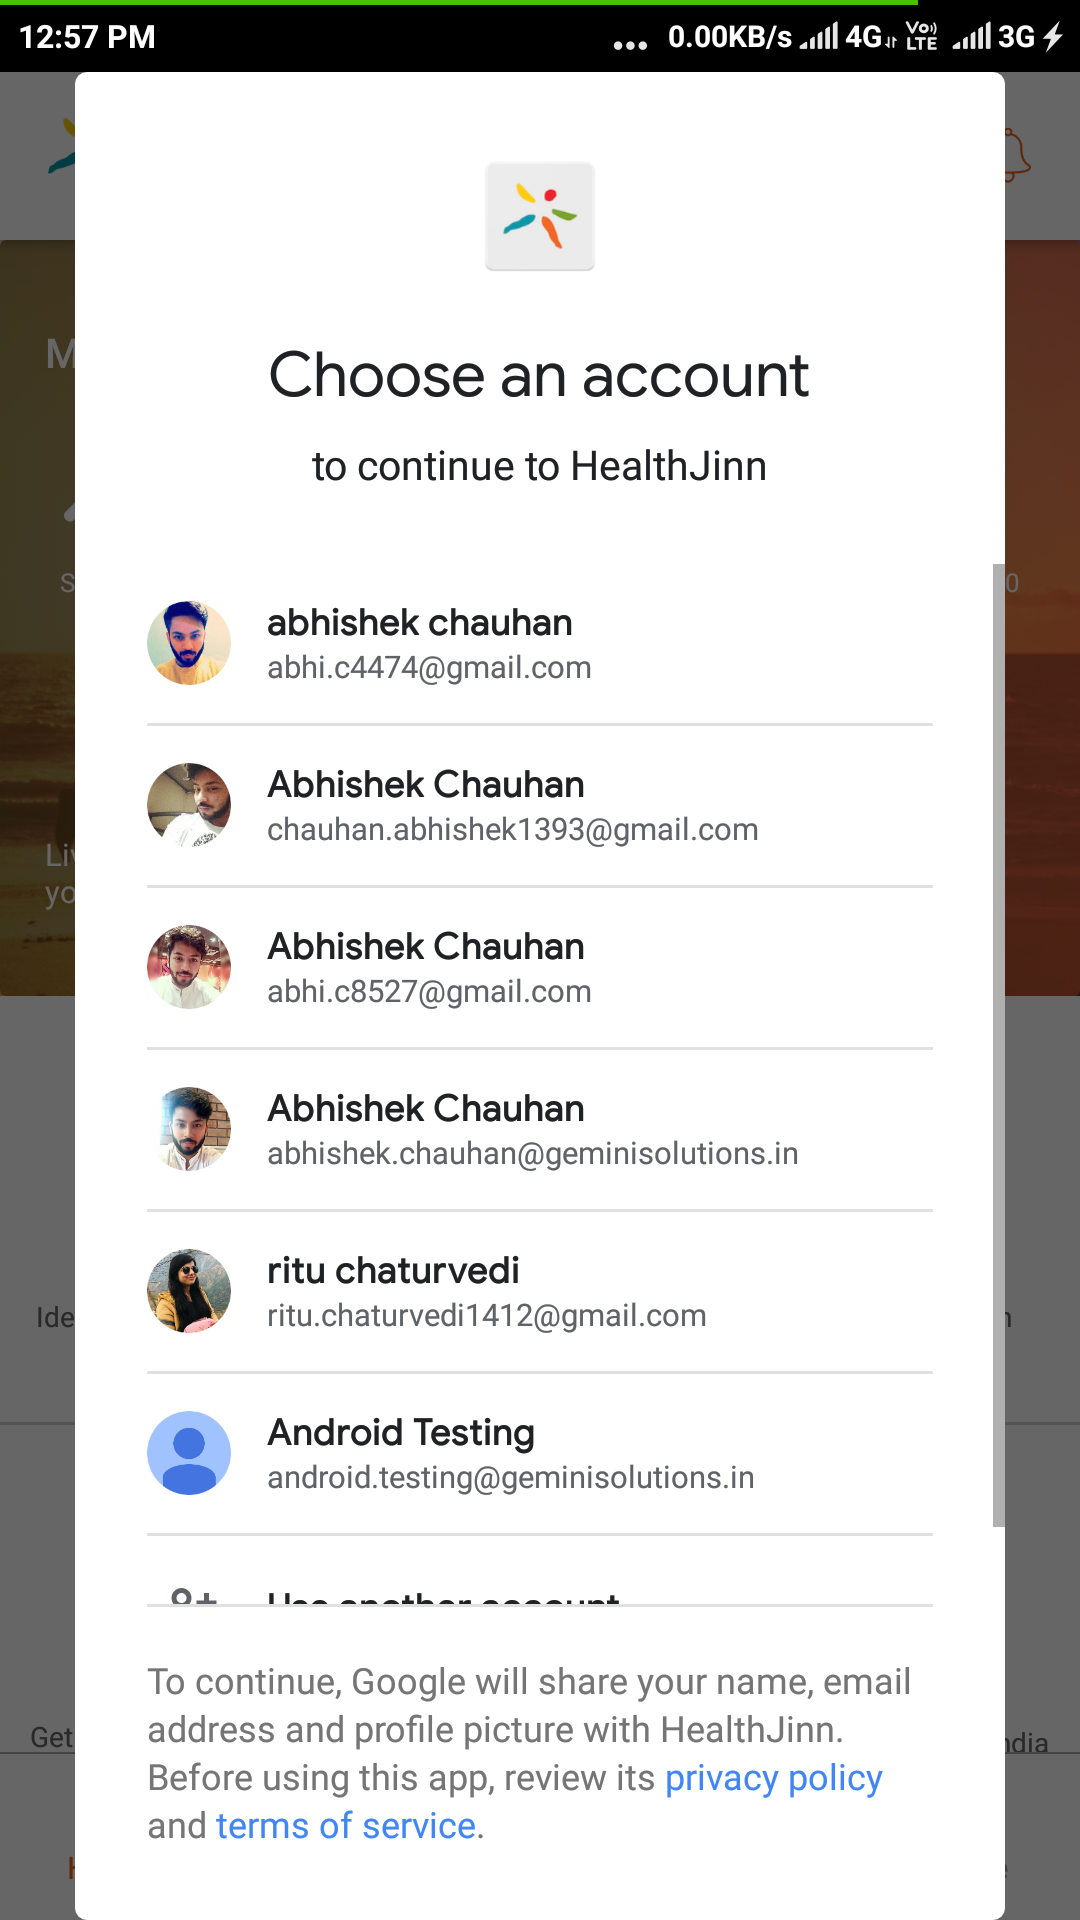 12:57 PM ... 0.00KB/s 4G VoLTE 3G
Choose an account
to continue to HealthJinn
abhishek chauhan
abhi.c4474@gmail.com
Abhishek Chauhan
chauhan.abhishek1393@gmail.com
Abhishek Chauhan
abhi.c8527@gmail.com
Abhishek Chauhan
abhishek.chauhan@geminisolutions.in
ritu chaturvedi
ritu.chaturvedi1412@gmail.com
Android Testing
android.testing@geminisolutions.in
Use another account
To continue, Google will share your name, email
address and profile picture with HealthJinn.
Before using this app, review its privacy policy
and terms of service.